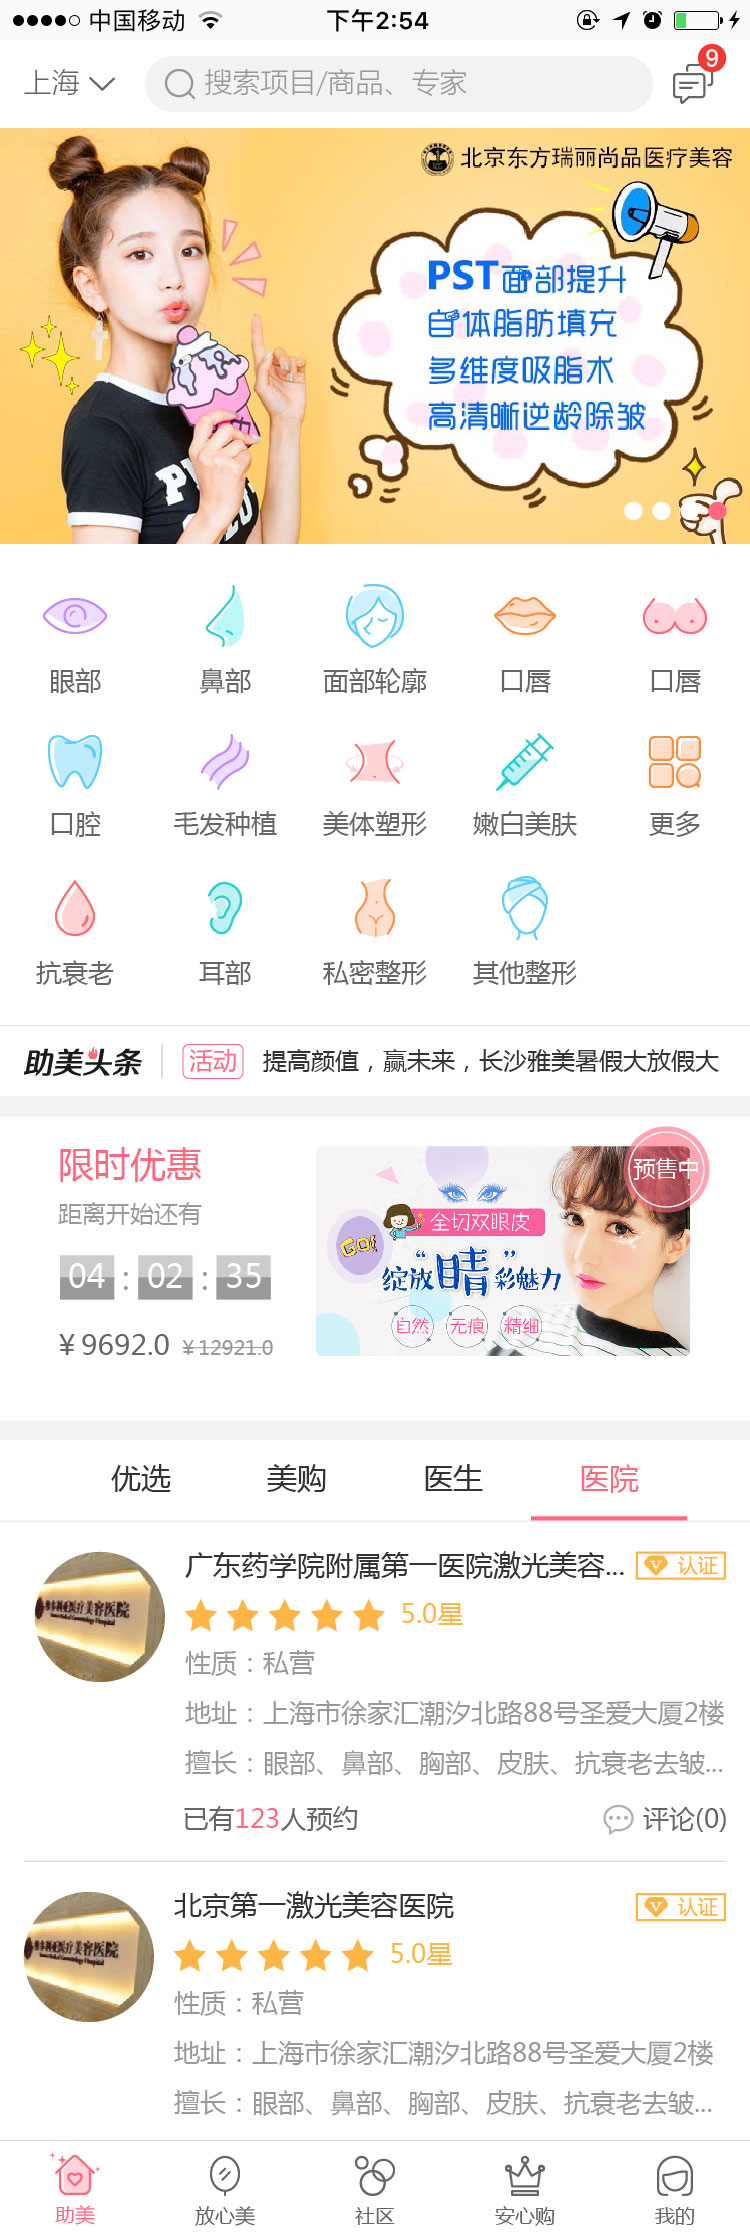 中国移动 下午2:54
上海 搜索项目/商品、专家 9
北京东方瑞丽尚品医疗美容
PST面部提升
自体脂肪填充
多维度吸脂术
高清晰逆龄除皱
眼部 鼻部 面部轮廓 口唇 口唇
口腔 毛发种植 美体塑形 嫩白美肤 更多
抗衰老 耳部 私密整形 其他整形
助美头条 活动 提高颜值，赢未来，长沙雅美暑假大放假大
限时优惠
距离开始还有
04 : 02 : 35
¥ 9692.0 ¥ 12921.0
预售中
全切双眼皮
GO!
绽放“睛”彩魅力
自然 无痕 精细
优选 美购 医生 医院
广东药学院附属第一医院激光美容... 认证
5.0星
性质：私营
地址：上海市徐家汇潮汐北路88号圣爱大厦2楼
擅长：眼部、鼻部、胸部、皮肤、抗衰老去皱...
已有123人预约 评论(0)
北京第一激光美容医院 认证
5.0星
性质：私营
地址：上海市徐家汇潮汐北路88号圣爱大厦2楼
擅长：眼部、鼻部、胸部、皮肤、抗衰老去皱...
助美 放心美 社区 安心购 我的